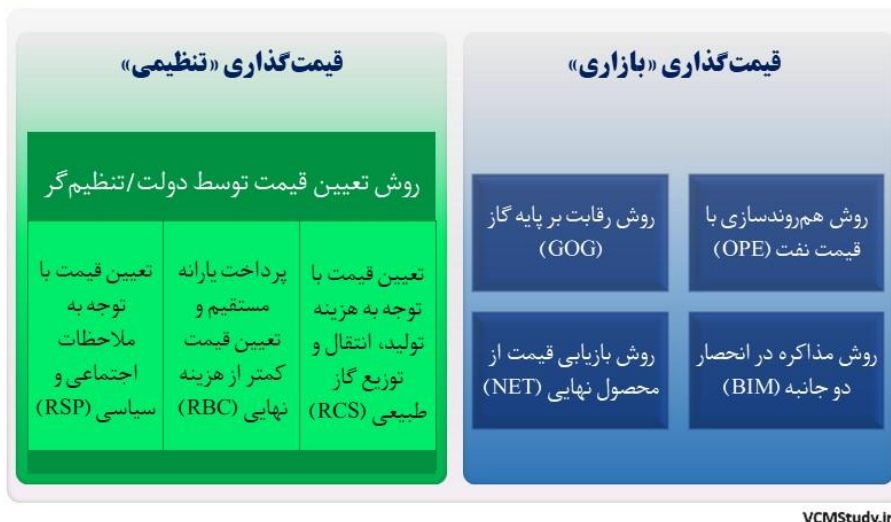 قیمت‌گذاری «بازاری»
روش هم‌روندسازی با
قیمت نفت (OPE)
روش رقابت بر پایه گاز
(GOG)
روش مذاکره در انحصار
دو جانبه (BIM)
روش بازیابی قیمت از
محصول نهایی (NET)
قیمت‌گذاری «تنظیمی»
روش تعیین قیمت توسط دولت/تنظیم‌گر
تعیین قیمت با
توجه به هزینه
تولید، انتقال و
توزیع گاز
طبیعی (RCS)
پرداخت یارانه
مستقیم و
تعیین قیمت
کمتر از هزینه
نهایی (RBC)
تعیین قیمت با
توجه به
ملاحظات
اجتماعی و
سیاسی (RSP)
VCMStudy.ir